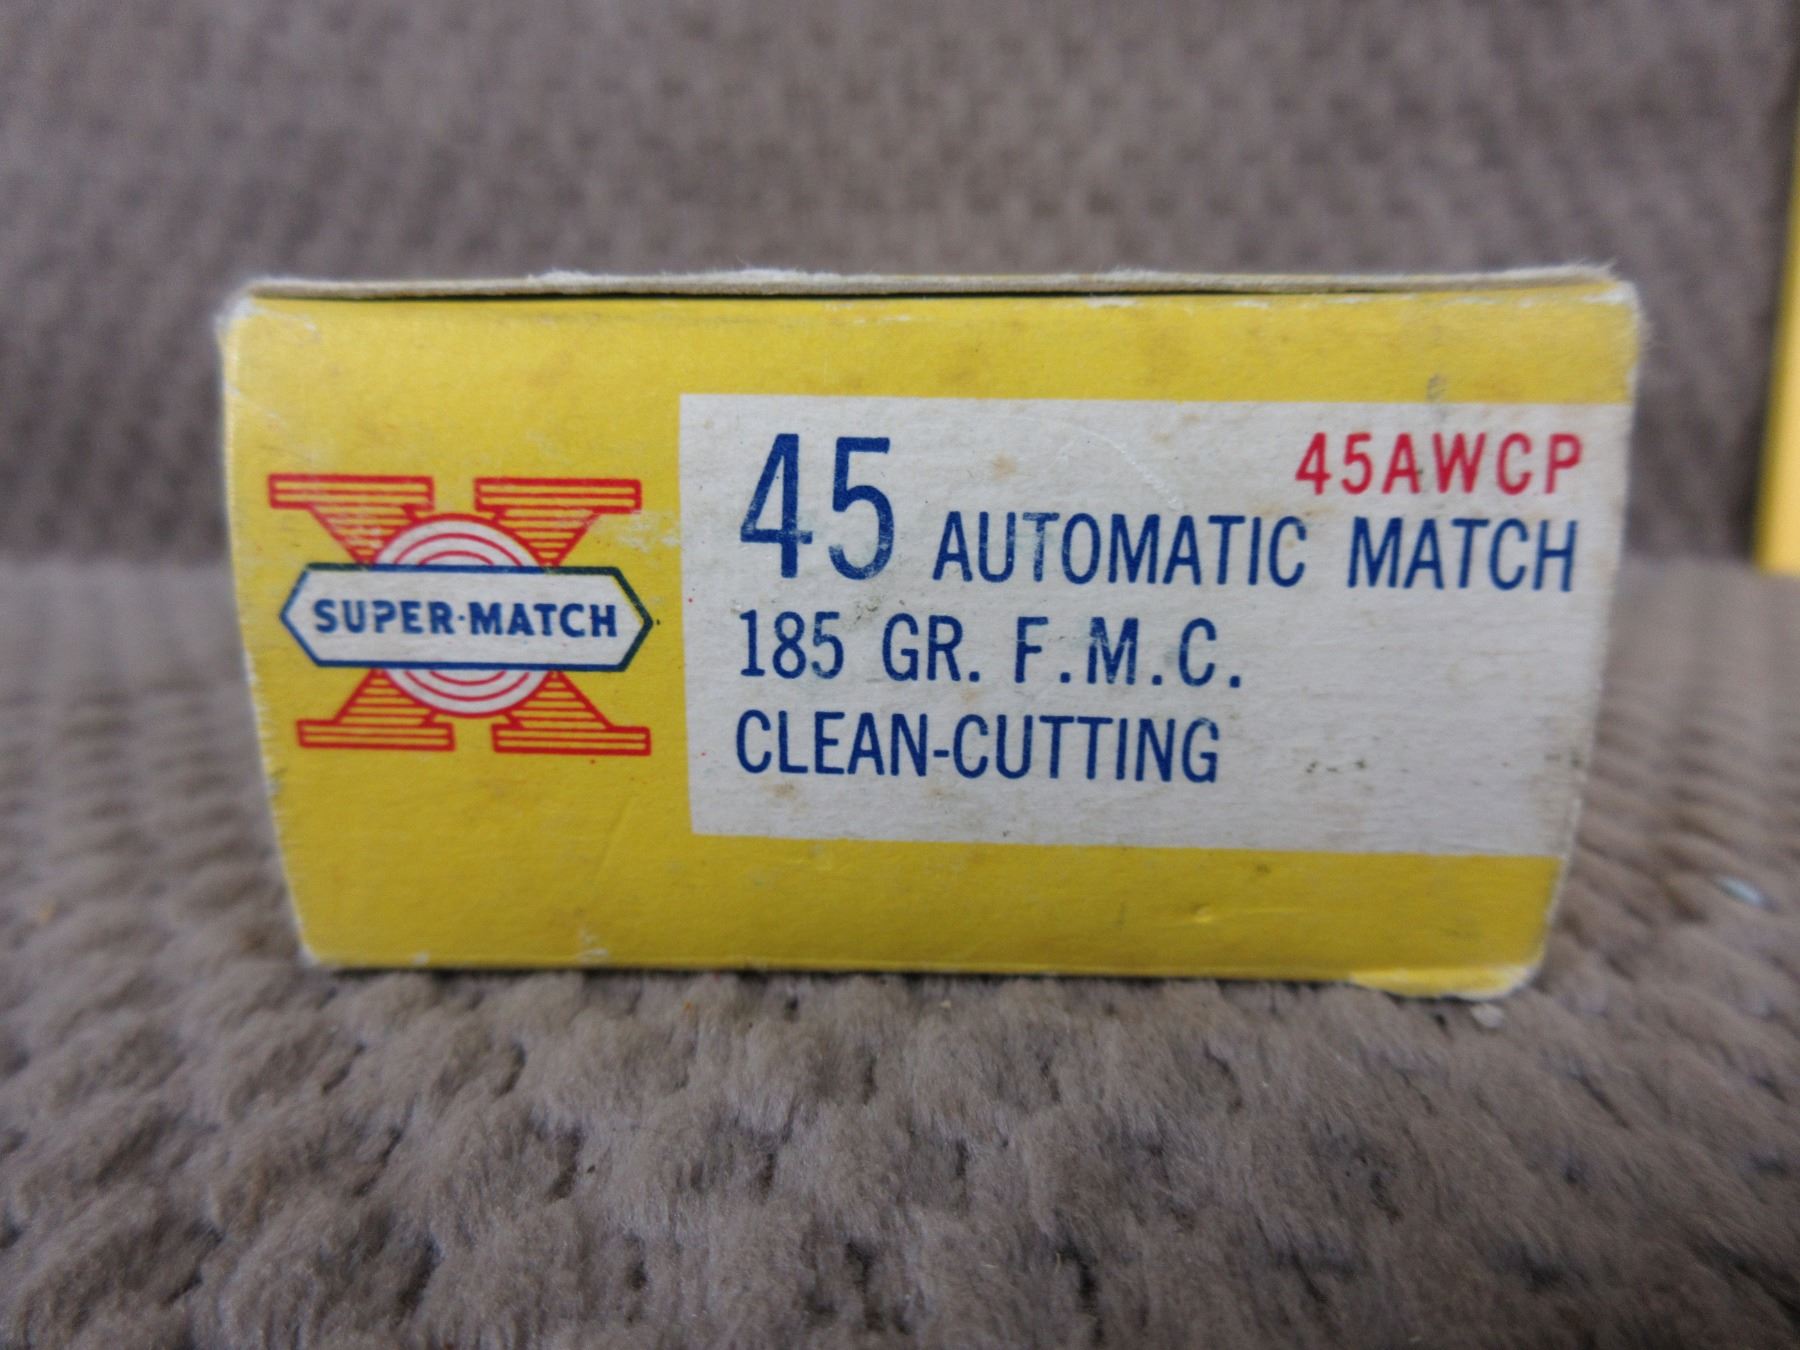 SUPER-MATCH
45AWCP
45 AUTOMATIC MATCH
185 GR. F.M.C.
CLEAN-CUTTING